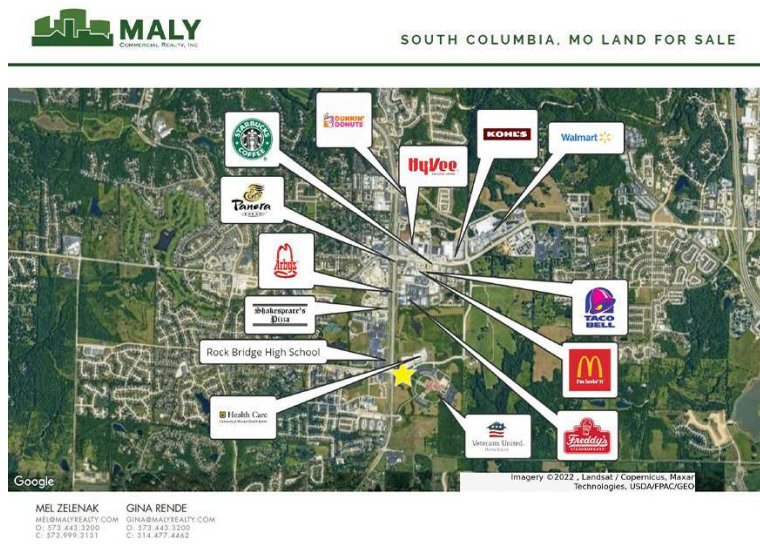 MALY
COMMERCIAL REALTY, INC
SOUTH COLUMBIA, MO LAND FOR SALE
STARBUCKS
COFFEE
DUNKIN'
DONUTS
HyVee
KOHL'S
Walmart
Panera
BREAD
Arby's
Shakespeare's
Pizza
Rock Bridge High School
Health Care
TACO
BELL
Veterans United
Freddy's
Google
Imagery ©2022 , Landsat / Copernicus, Maxar
Technologies, USDA/FPAC/GEO
MEL ZELENAK
MEL@MALYREALTY.COM
O: 573.443.3200
C: 573.999.3131
GINA RENDE
GINA@MALYREALTY.COM
O: 573.443.3200
C: 314.477.4462